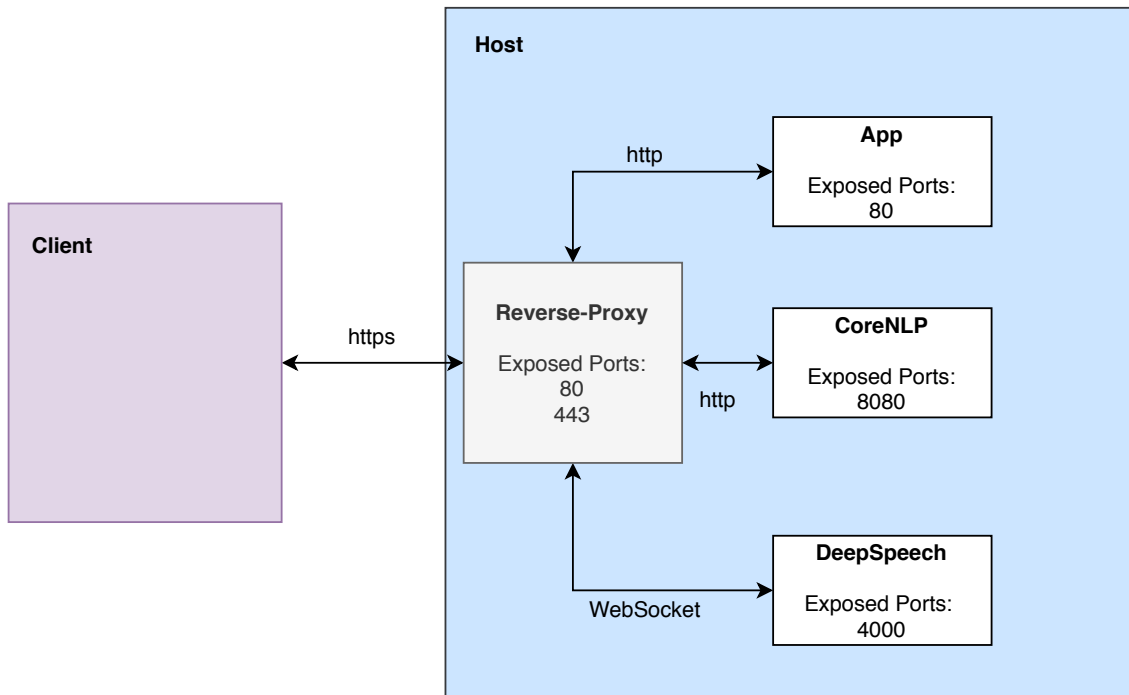 Host
App
Exposed Ports:
80
http
Client
Reverse-Proxy
Exposed Ports:
80
443
https
CoreNLP
Exposed Ports:
8080
http
DeepSpeech
Exposed Ports:
4000
WebSocket